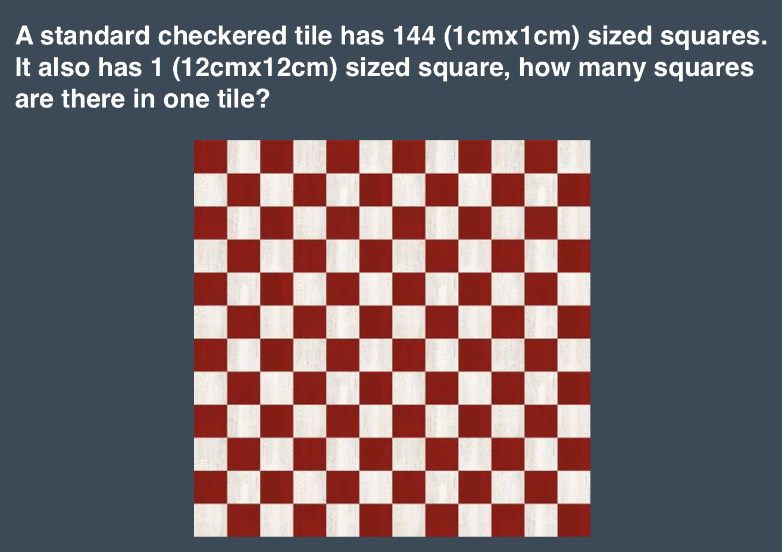 A standard checkered tile has 144 (1cmx1cm) sized squares.
It also has 1 (12cmx12cm) sized square, how many squares
are there in one tile?